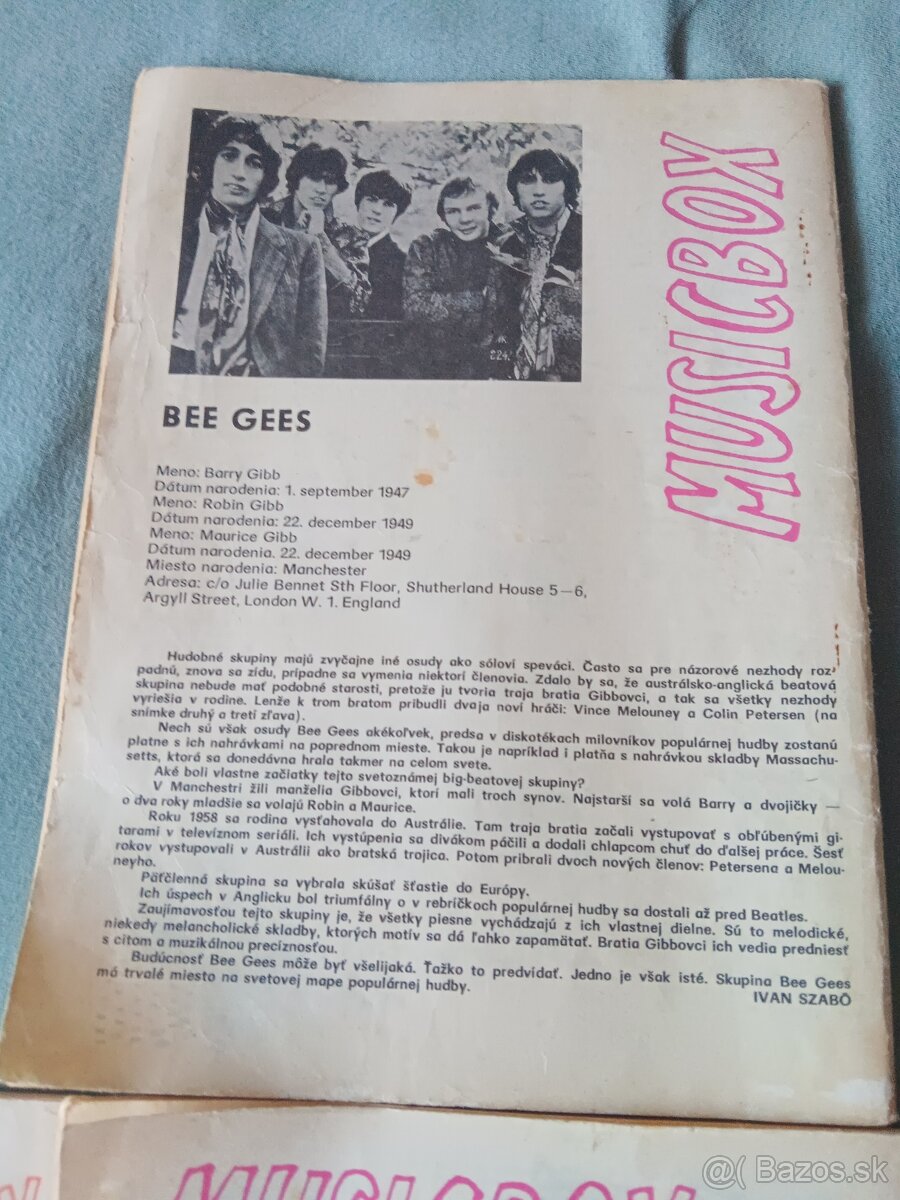 MUSICBOX
NK
224.
BEE GEES
Meno: Barry Gibb
Dátum narodenia: 1. september 1947
Meno: Robin Gibb
Dátum narodenia: 22. december 1949
Meno: Maurice Gibb
Dátum narodenia. 22. december 1949
Miesto narodenia: Manchester
Adresa: c/o Julie Bennet Sth Floor, Shutherland House 5—6,
Argyll Street, London W. 1. England
Hudobné skupiny majú zvyčajne iné osudy ako sóloví speváci. Často sa pre názorové nezhody roz-
padnú, znova sa zídu, prípadne sa vymenia niektorí členovia. Zdalo by sa, že austrálsko-anglická beatová
skupina nebude mať podobné starosti, pretože ju tvoria traja bratia Gibbovci, a tak sa všetky nezhody
vyriešia v rodine. Lenže k trom bratom pribudli dvaja noví hráči: Vince Melouney a Colin Petersen (na
snímke druhý a tretí zľava).
Nech sú však osudy Bee Gees akékoľvek, predsa v diskotékach milovníkov populárnej hudby zostanú
platne s ich nahrávkami na poprednom mieste. Takou je napríklad i platňa s nahrávkou skladby Massachu-
setts, ktorá sa donedávna hrala takmer na celom svete.
Aké boli vlastne začiatky tejto svetoznámej big-beatovej skupiny?
V Manchestri žili manželia Gibbovci, ktorí mali troch synov. Najstarší sa volá Barry a dvojičky —
o dva roky mladšie sa volajú Robin a Maurice.
Roku 1958 sa rodina vysťahovala do Austrálie. Tam traja bratia začali vystupovať s obľúbenými gi-
tarami v televíznom seriáli. Ich vystúpenia sa divákom páčili a dodali chlapcom chuť do ďalšej práce. Šesť
rokov vystupovali v Austrálii ako bratská trojica. Potom pribrali dvoch nových členov: Petersena a Melou-
neyho.
Päťčlenná skupina sa vybrala skúšať šťastie do Európy.
Ich úspech v Anglicku bol triumfálny o v rebríčkoch populárnej hudby sa dostali až pred Beatles.
Zaujímavosťou tejto skupiny je, že všetky piesne vychádzajú z ich vlastnej dielne. Sú to melodické,
niekedy melancholické skladby, ktorých motív sa dá ľahko zapamätať. Bratia Gibbovci ich vedia predniesť
s citom a muzikálnou precíznosťou.
Budúcnosť Bee Gees môže byť všelijaká. Ťažko to predvídať. Jedno je však isté. Skupina Bee Gees
má trvalé miesto na svetovej mape populárnej hudby.
IVAN SZABÓ
MUSICBOX
@( Bazos.sk